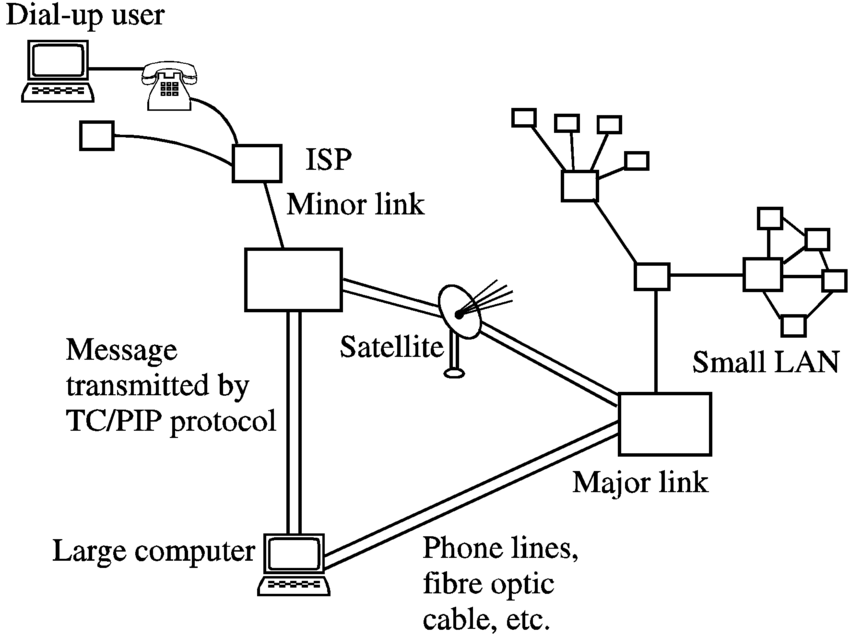 Dial-up user
ISP
Minor link
Satellite
Message
transmitted by
TC/PIP protocol
Small LAN
Major link
Large computer
Phone lines,
fibre optic
cable, etc.